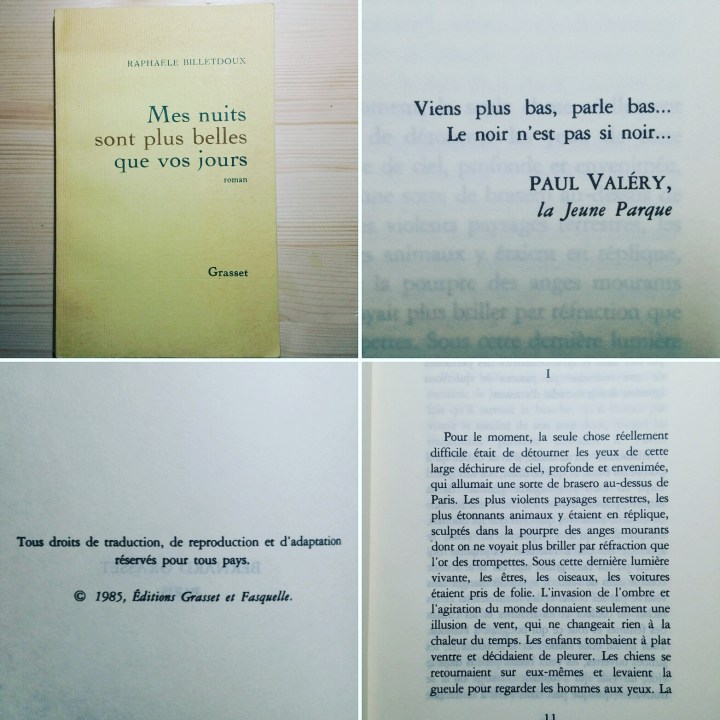 RAPHAËLE BILLETDOUX
Mes nuits
sont plus belles
que vos jours
roman
Grasset
Viens plus bas, parle bas...
Le noir n'est pas si noir...
PAUL VALÉRY,
la Jeune Parque
Tous droits de traduction, de reproduction et d'adaptation
réservés pour tous pays.
© 1985, Éditions Grasset et Fasquelle.
I
Pour le moment, la seule chose réellement
difficile était de détourner les yeux de cette
large déchirure de ciel, profonde et envenimée,
qui allumait une sorte de brasero au-dessus de
Paris. Les plus violents paysages terrestres, les
plus étonnants animaux y étaient en réplique,
sculptés dans la pourpre des anges mourants
dont on ne voyait plus briller par réfraction que
l'or des trompettes. Sous cette dernière lumière
vivante, les êtres, les oiseaux, les voitures
étaient pris de folie. L'invasion de l'ombre et
l'agitation du monde donnaient seulement une
illusion de vent, qui ne changeait rien à la
chaleur du temps. Les enfants tombaient à plat
ventre et décidaient de pleurer. Les chiens se
retournaient sur eux-mêmes et levaient la
gueule pour regarder les hommes aux yeux. La
11